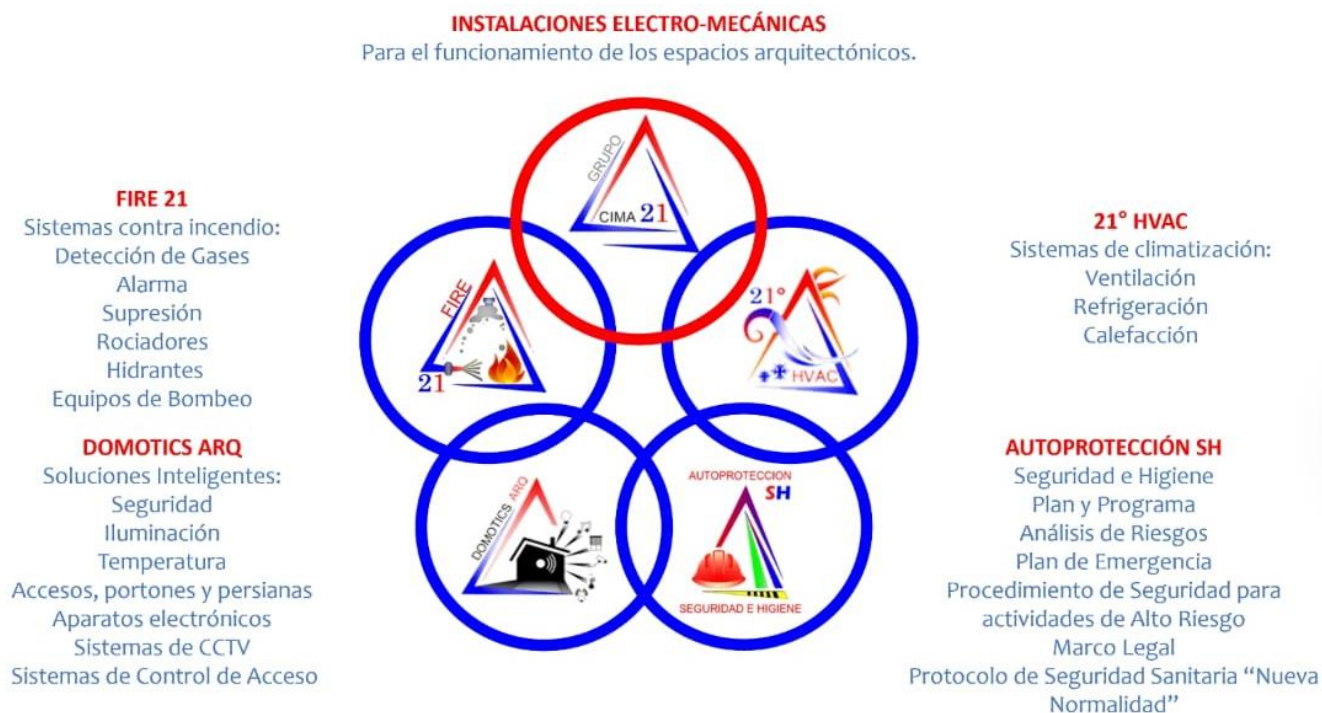 INSTALACIONES ELECTRO-MECÁNICAS
Para el funcionamiento de los espacios arquitectónicos.
GRUPO
CIMA 21
FIRE 21
Sistemas contra incendio:
Detección de Gases
Alarma
Supresión
Rociadores
Hidrantes
Equipos de Bombeo
FIRE
21
21°
HVAC
21° HVAC
Sistemas de climatización:
Ventilación
Refrigeración
Calefacción
DOMOTICS ARQ
Soluciones Inteligentes:
Seguridad
Iluminación
Temperatura
Accesos, portones y persianas
Aparatos electrónicos
Sistemas de CCTV
Sistemas de Control de Acceso
DOMOTICS ARQ
AUTOPROTECCION
SH
SEGURIDAD E HIGIENE
AUTOPROTECCIÓN SH
Seguridad e Higiene
Plan y Programa
Análisis de Riesgos
Plan de Emergencia
Procedimiento de Seguridad para
actividades de Alto Riesgo
Marco Legal
Protocolo de Seguridad Sanitaria “Nueva
Normalidad”